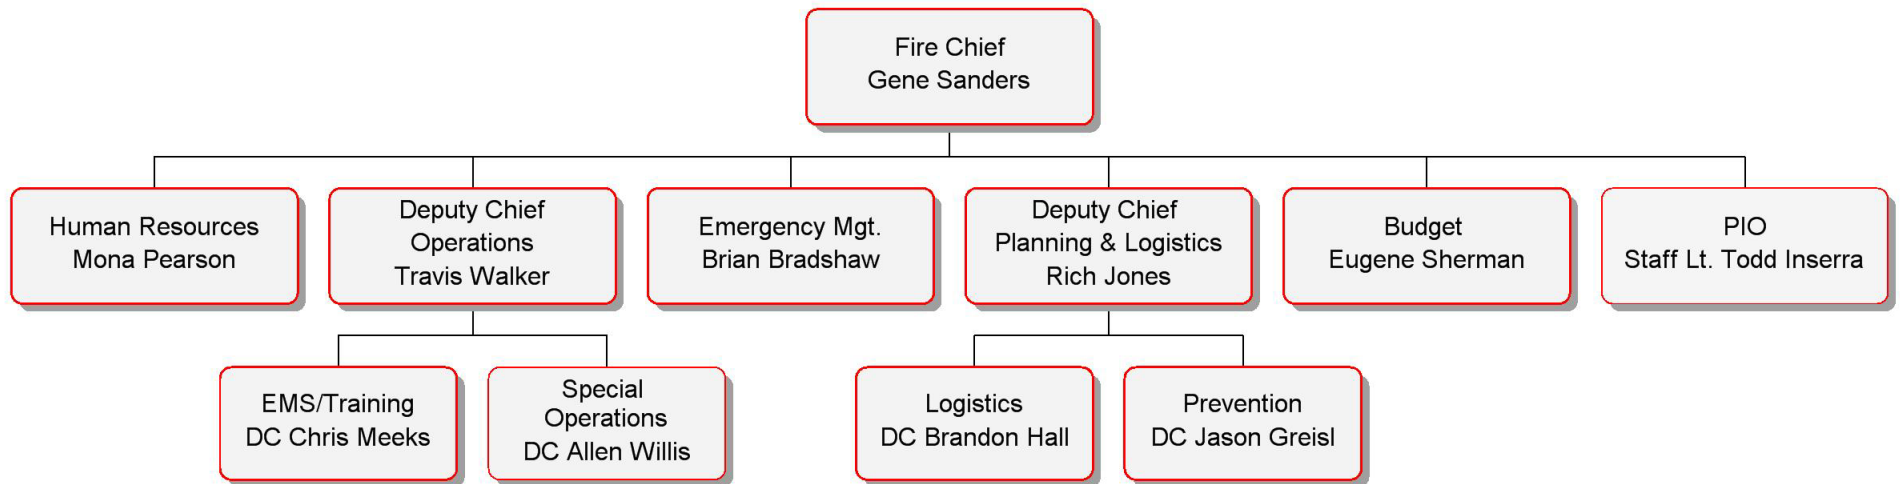 Fire Chief
Gene Sanders
Human Resources
Mona Pearson
Deputy Chief
Operations
Travis Walker
Emergency Mgt.
Brian Bradshaw
Deputy Chief
Planning & Logistics
Rich Jones
Budget
Eugene Sherman
PIO
Staff Lt. Todd Inserra
EMS/Training
DC Chris Meeks
Special
Operations
DC Allen Willis
Logistics
DC Brandon Hall
Prevention
DC Jason Greisl